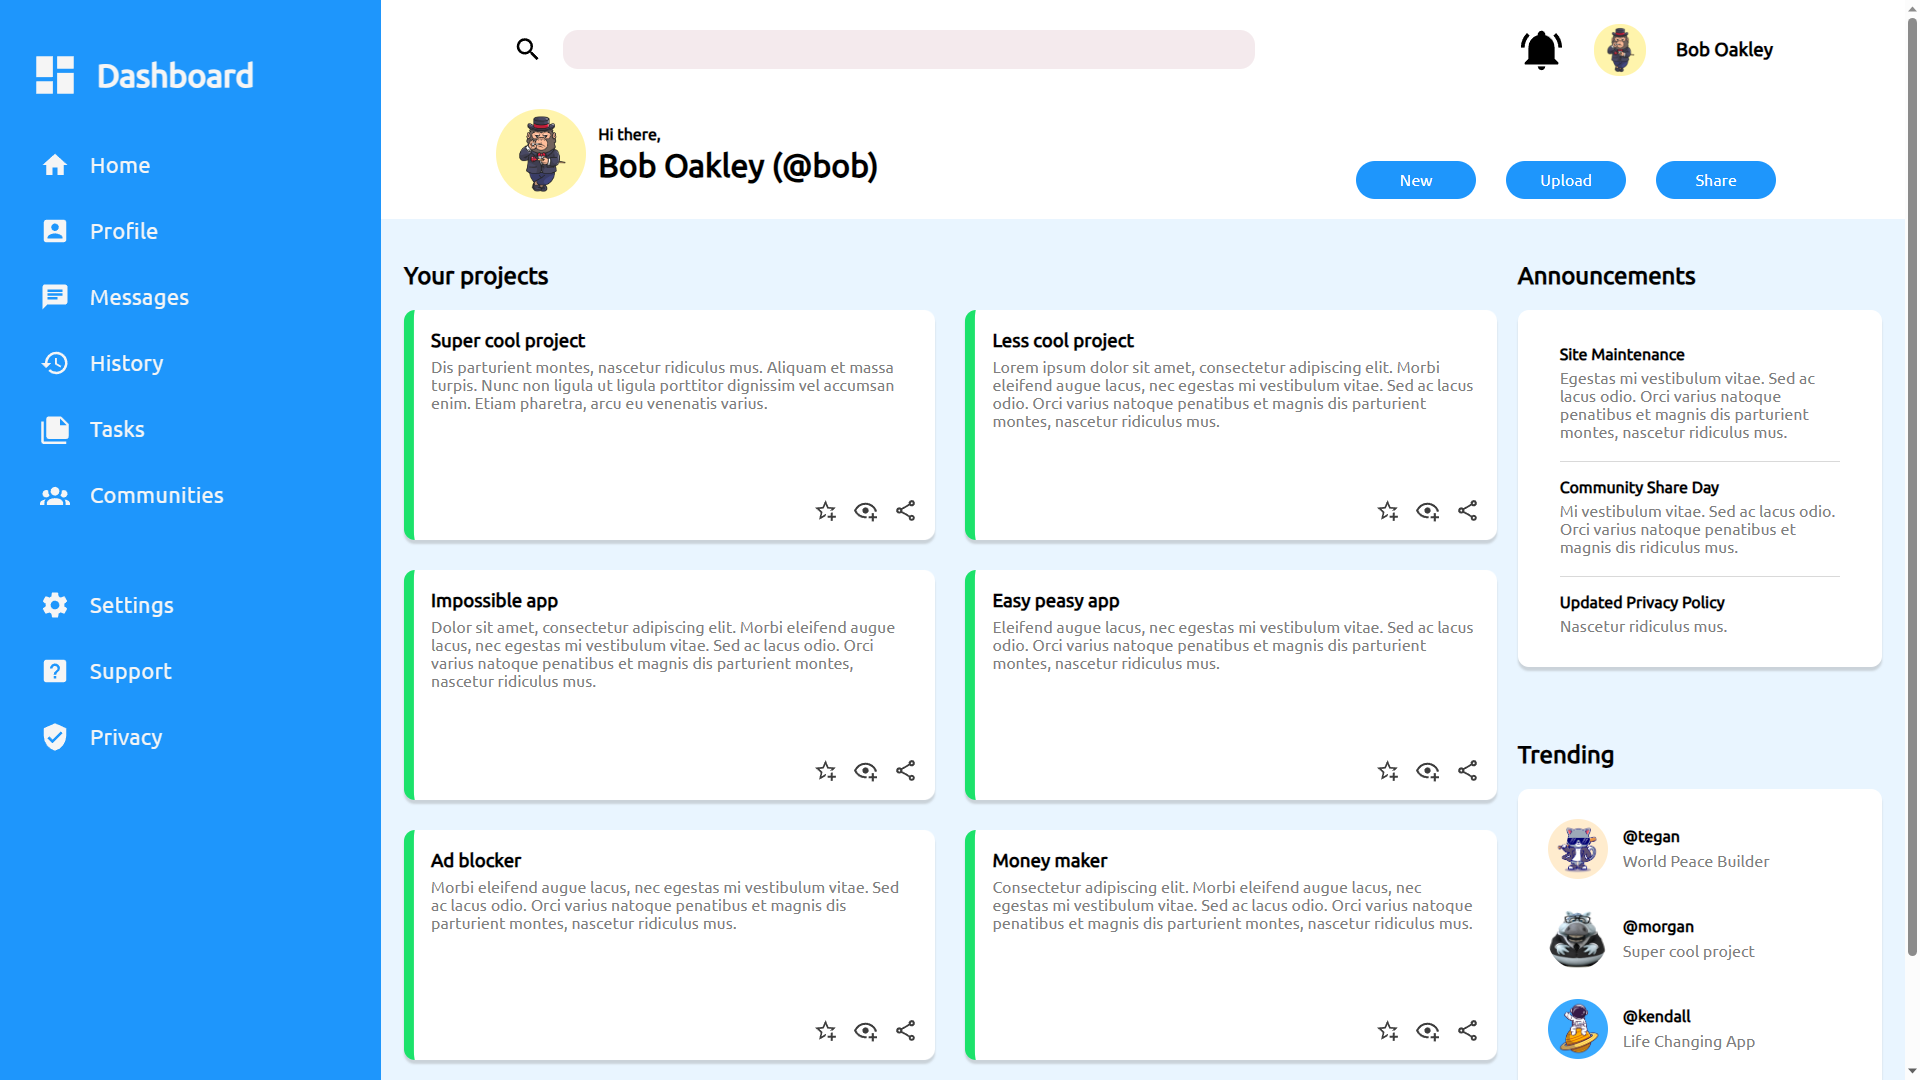 Dashboard
Home
Profile
Messages
History
Tasks
Communities
Settings
Support
Privacy
Bob Oakley
Hi there,
Bob Oakley (@bob)
New
Upload
Share
Your projects
Super cool project
Dis parturient montes, nascetur ridiculus mus. Aliquam et massa
turpis. Nunc non ligula ut ligula porttitor dignissim vel accumsan
enim. Etiam pharetra, arcu eu venenatis varius.
Less cool project
Lorem ipsum dolor sit amet, consectetur adipiscing elit. Morbi
eleifend augue lacus, nec egestas mi vestibulum vitae. Sed ac lacus
odio. Orci varius natoque penatibus et magnis dis parturient
montes, nascetur ridiculus mus.
Impossible app
Dolor sit amet, consectetur adipiscing elit. Morbi eleifend augue
lacus, nec egestas mi vestibulum vitae. Sed ac lacus odio. Orci
varius natoque penatibus et magnis dis parturient montes,
nascetur ridiculus mus.
Easy peasy app
Eleifend augue lacus, nec egestas mi vestibulum vitae. Sed ac lacus
odio. Orci varius natoque penatibus et magnis dis parturient
montes, nascetur ridiculus mus.
Ad blocker
Morbi eleifend augue lacus, nec egestas mi vestibulum vitae. Sed
ac lacus odio. Orci varius natoque penatibus et magnis dis
parturient montes, nascetur ridiculus mus.
Money maker
Consectetur adipiscing elit. Morbi eleifend augue lacus, nec
egestas mi vestibulum vitae. Sed ac lacus odio. Orci varius natoque
penatibus et magnis dis parturient montes, nascetur ridiculus mus.
Announcements
Site Maintenance
Egestas mi vestibulum vitae. Sed ac
lacus odio. Orci varius natoque
penatibus et magnis dis parturient
montes, nascetur ridiculus mus.
Community Share Day
Mi vestibulum vitae. Sed ac lacus odio.
Orci varius natoque penatibus et
magnis dis ridiculus mus.
Updated Privacy Policy
Nascetur ridiculus mus.
Trending
@tegan
World Peace Builder
@morgan
Super cool project
@kendall
Life Changing App